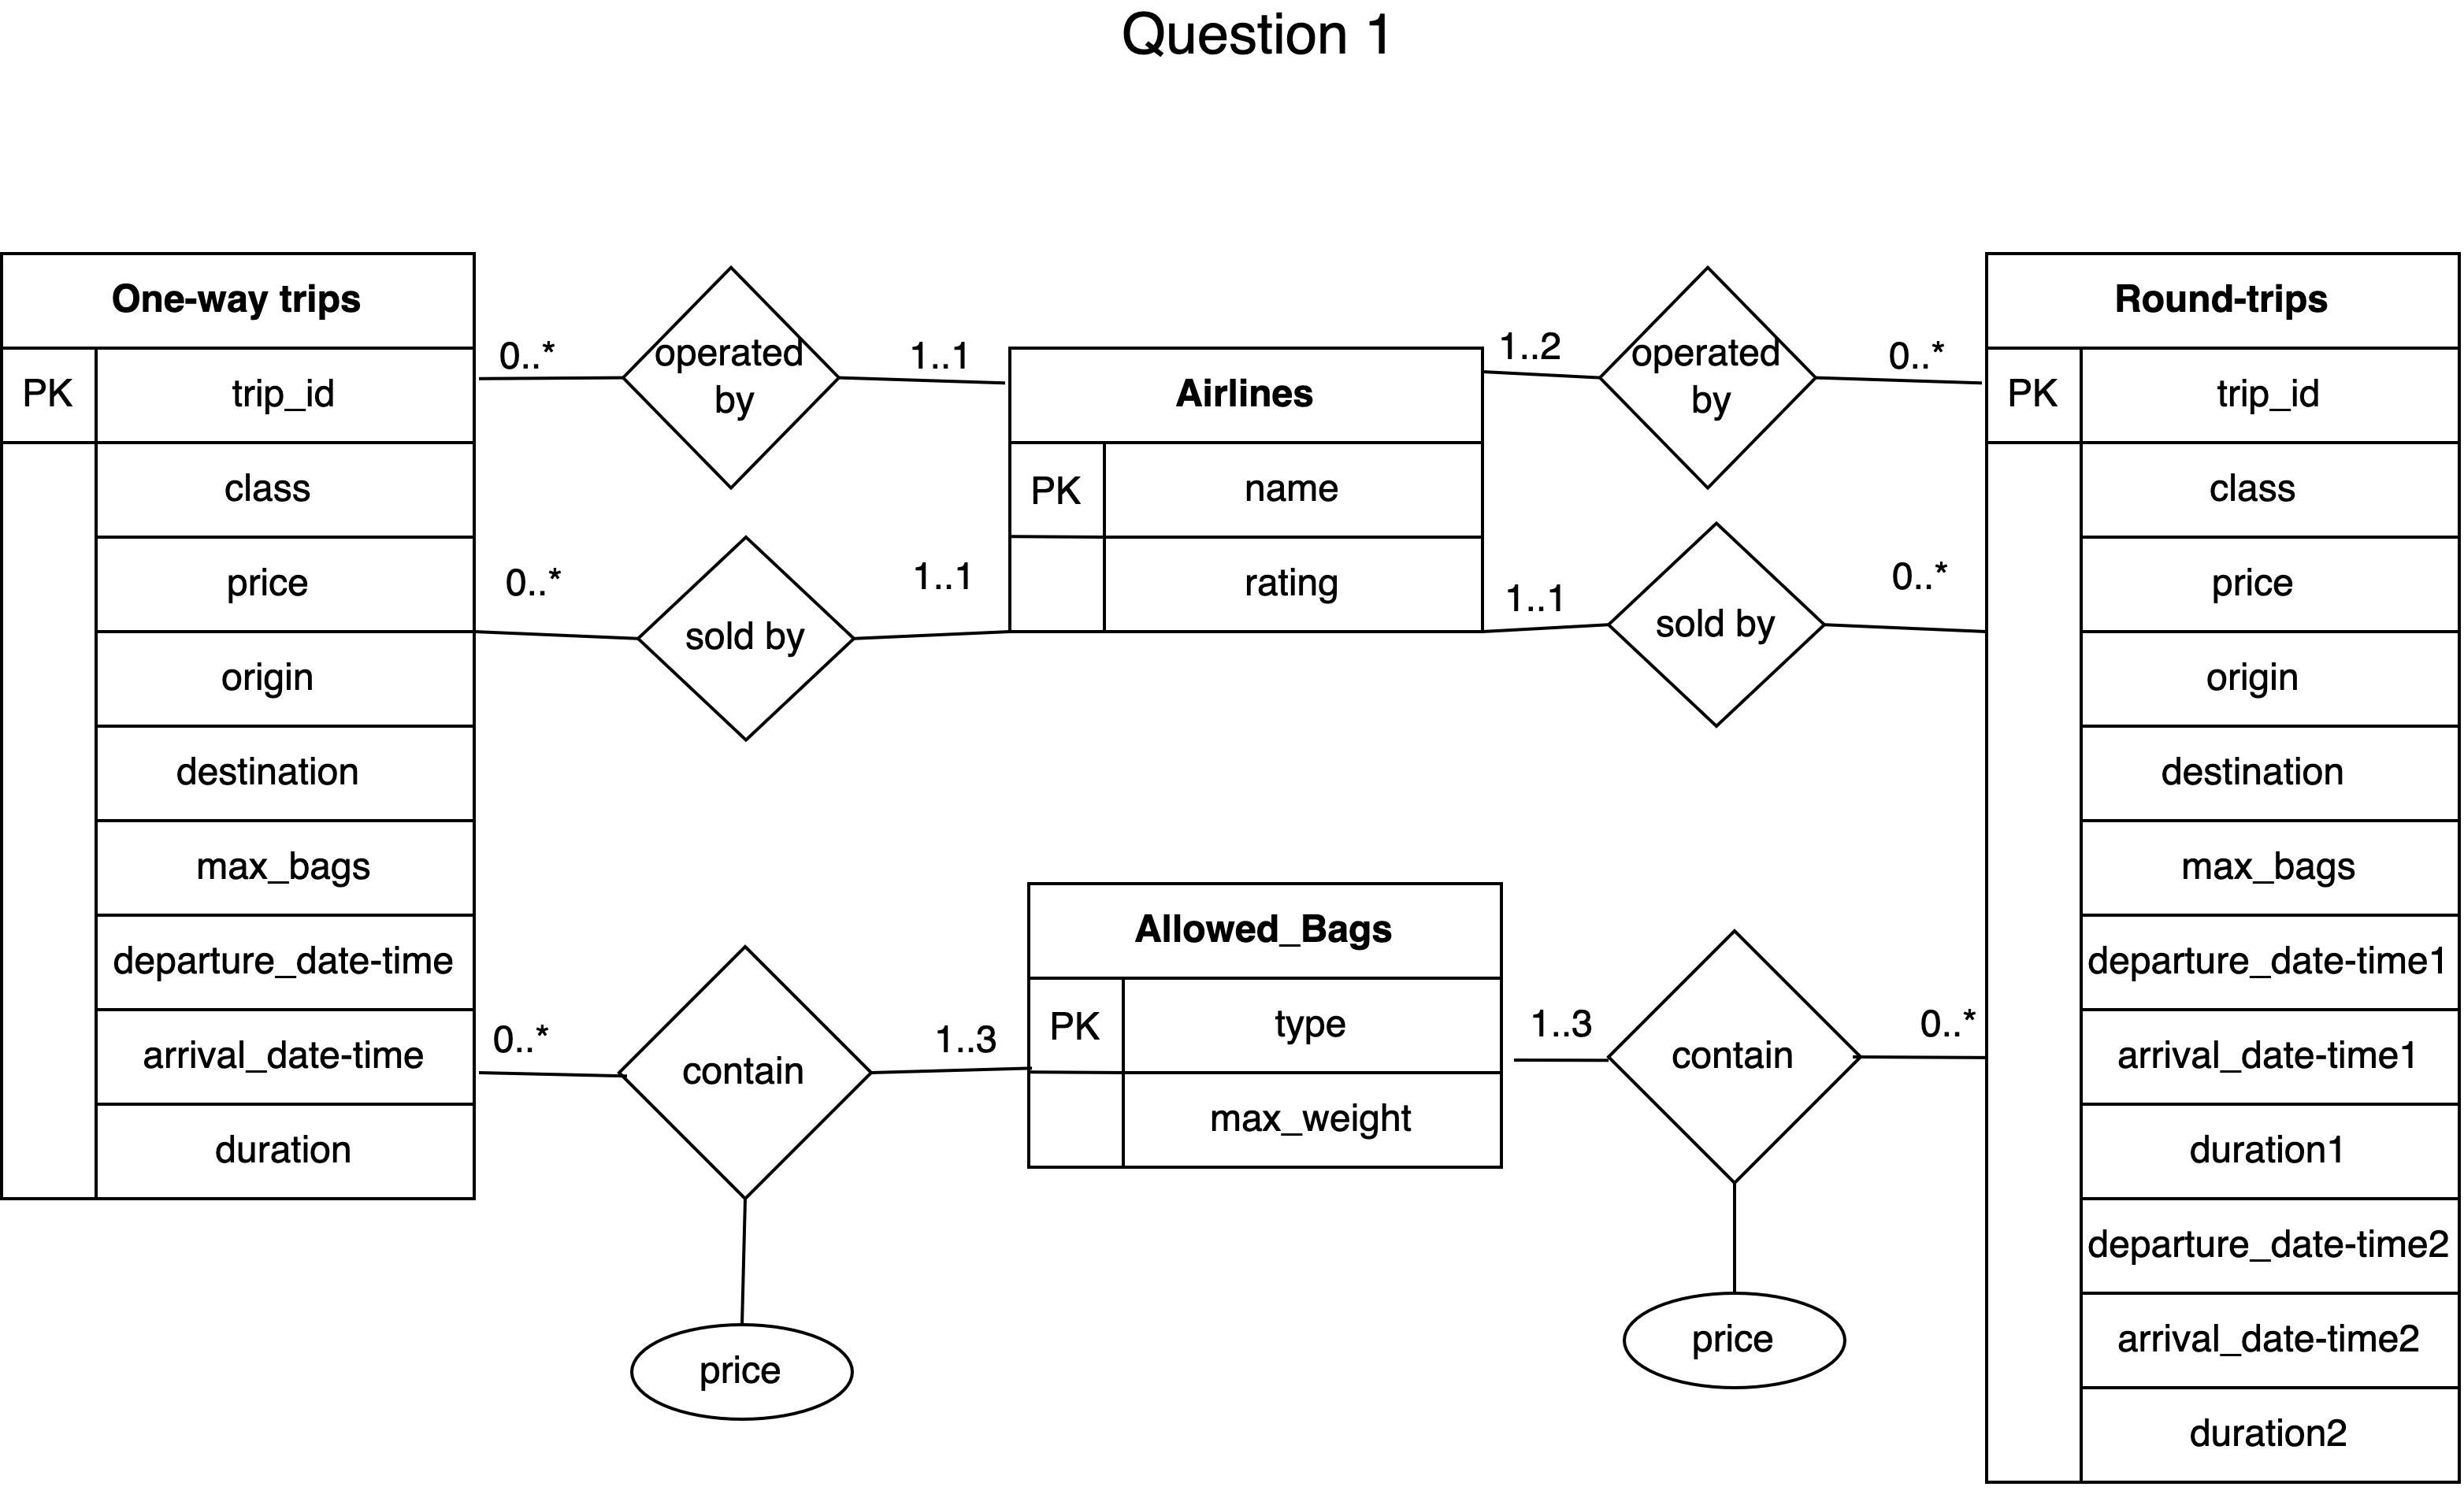 Question 1
One-way trips
PK
trip_id
class
price
origin
destination
max_bags
departure_date-time
arrival_date-time
duration
0..*
operated
by
1..1
0..*
sold by
1..1
Airlines
PK
name
rating
1..2
operated
by
0..*
1..1
sold by
0..*
0..*
contain
1..3
price
Allowed_Bags
PK
type
max_weight
1..3
contain
0..*
price
Round-trips
PK
trip_id
class
price
origin
destination
max_bags
departure_date-time1
arrival_date-time1
duration1
departure_date-time2
arrival_date-time2
duration2